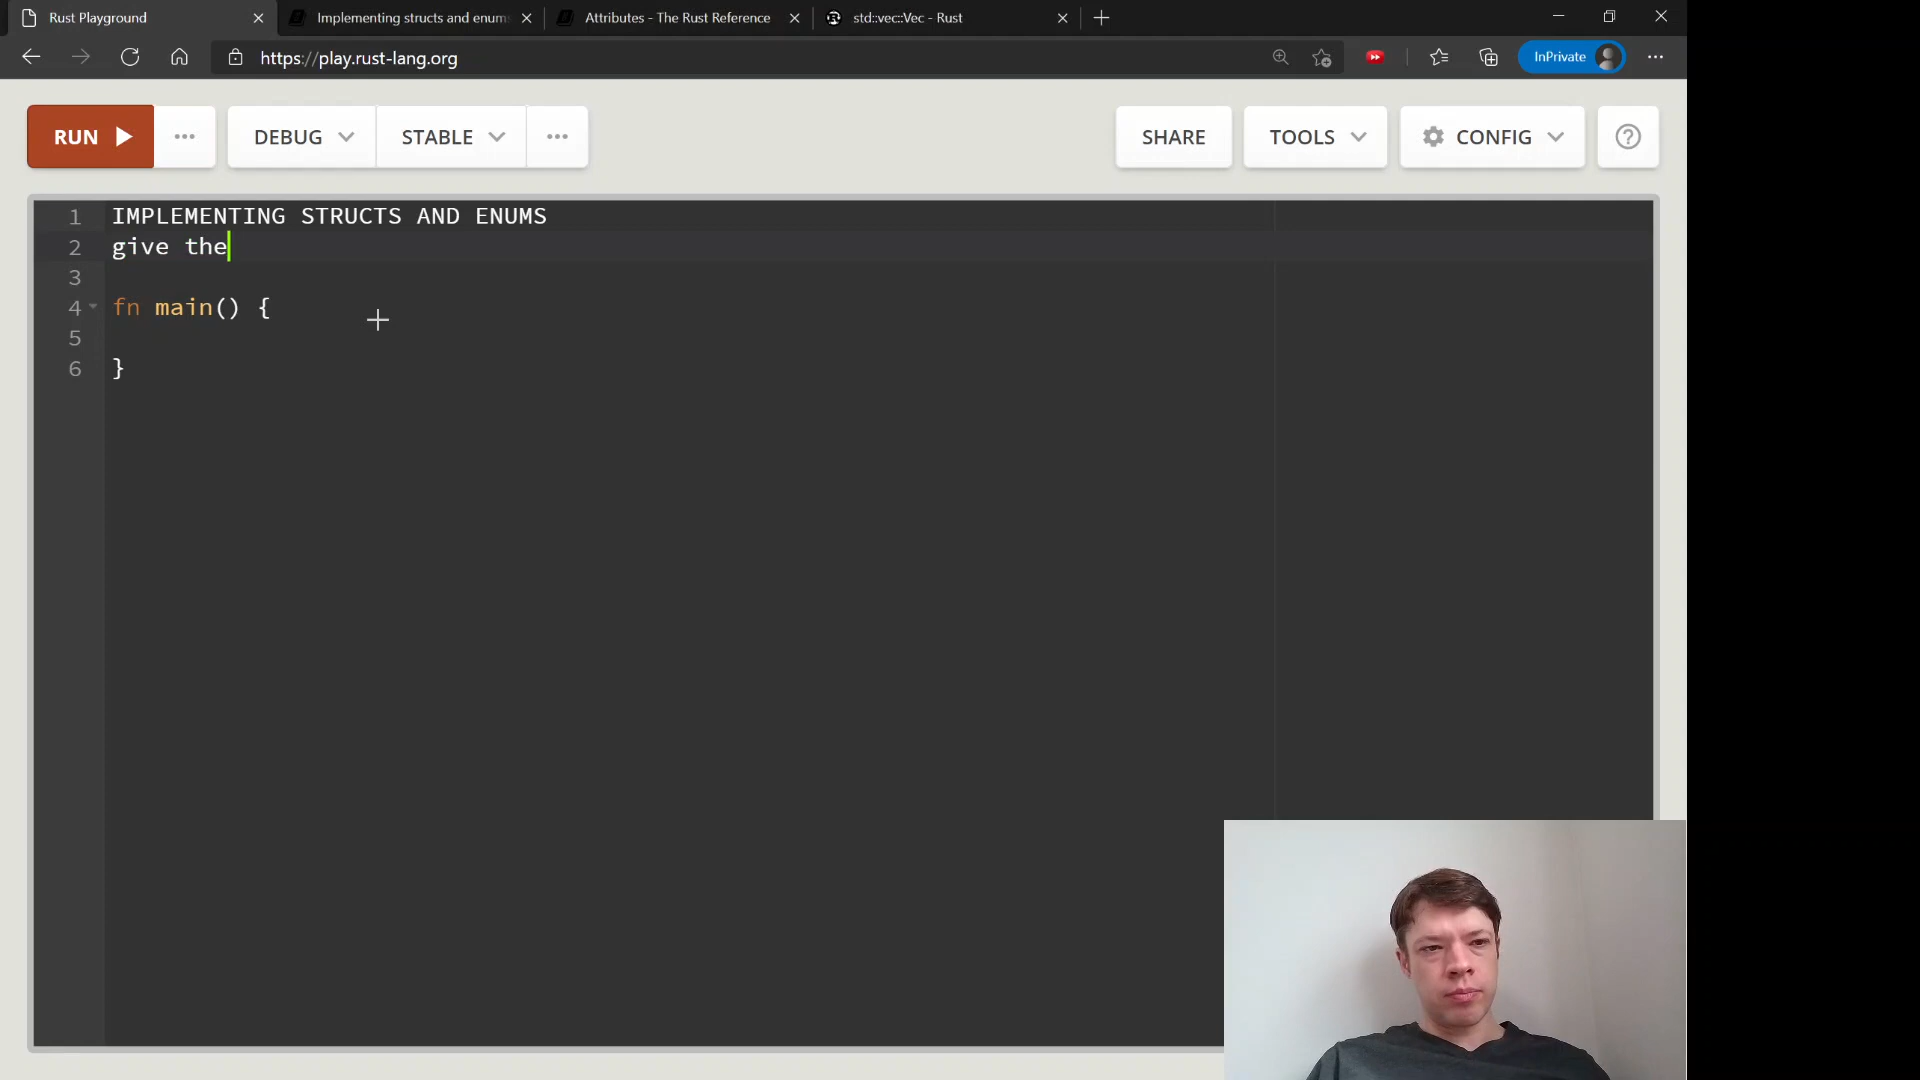 Rust Playground
Implementing structs and enum
Attributes - The Rust Reference
std::vec::Vec - Rust
https://play.rust-lang.org
InPrivate
RUN
DEBUG
STABLE
SHARE
TOOLS
CONFIG
1 IMPLEMENTING STRUCTS AND ENUMS
2 give the
3
4 fn main() {
5
6 }